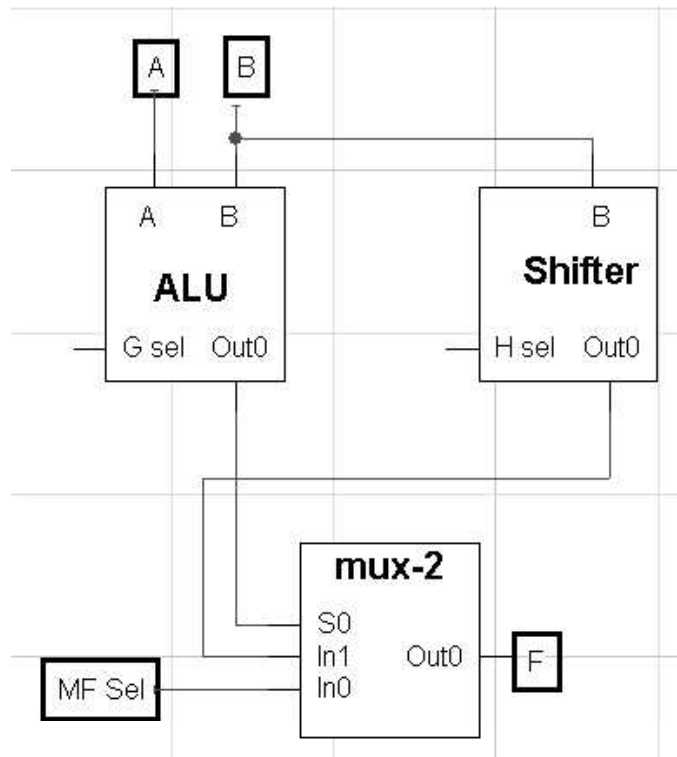 A B
A B
ALU
G sel Out0
B
Shifter
H sel Out0
mux-2
S0
In1 Out0
In0
MF Sel
F